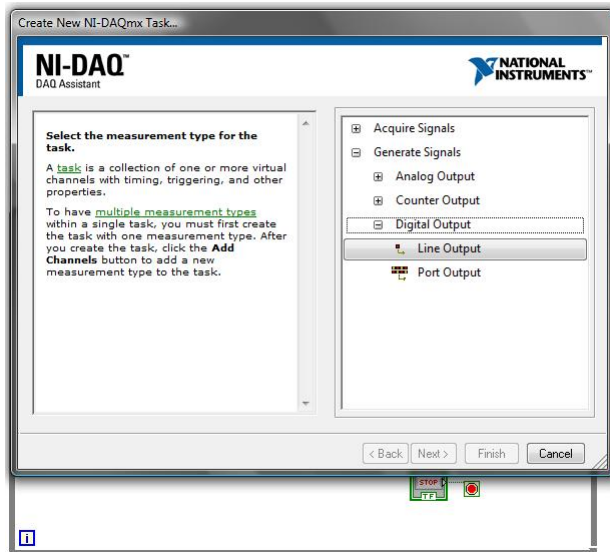 Create New NI-DAQmx Task...
NI-DAQ™
DAQ Assistant
NATIONAL
INSTRUMENTS™
Select the measurement type for the
task.
A task is a collection of one or more virtual
channels with timing, triggering, and other
properties.
To have multiple measurement types
within a single task, you must first create
the task with one measurement type. After
you create the task, click the Add
Channels button to add a new
measurement type to the task.
Acquire Signals
Generate Signals
Analog Output
Counter Output
Digital Output
Line Output
Port Output
< Back
Next >
Finish
Cancel
STOP
TF
i